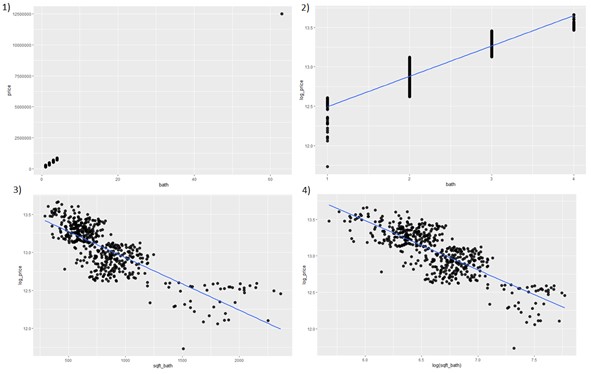 1)
12500000
10000000
7500000
5000000
2500000
0
price
0 20 40 60
bath
2)
13.5
13.0
12.5
12.0
log_price
1 2 3 4
bath
3)
13.5
13.0
12.5
12.0
log_price
500 1000 1500 2000
sqft_bath
4)
13.5
13.0
12.5
12.0
log_price
6.0 6.5 7.0 7.5
log(sqft_bath)